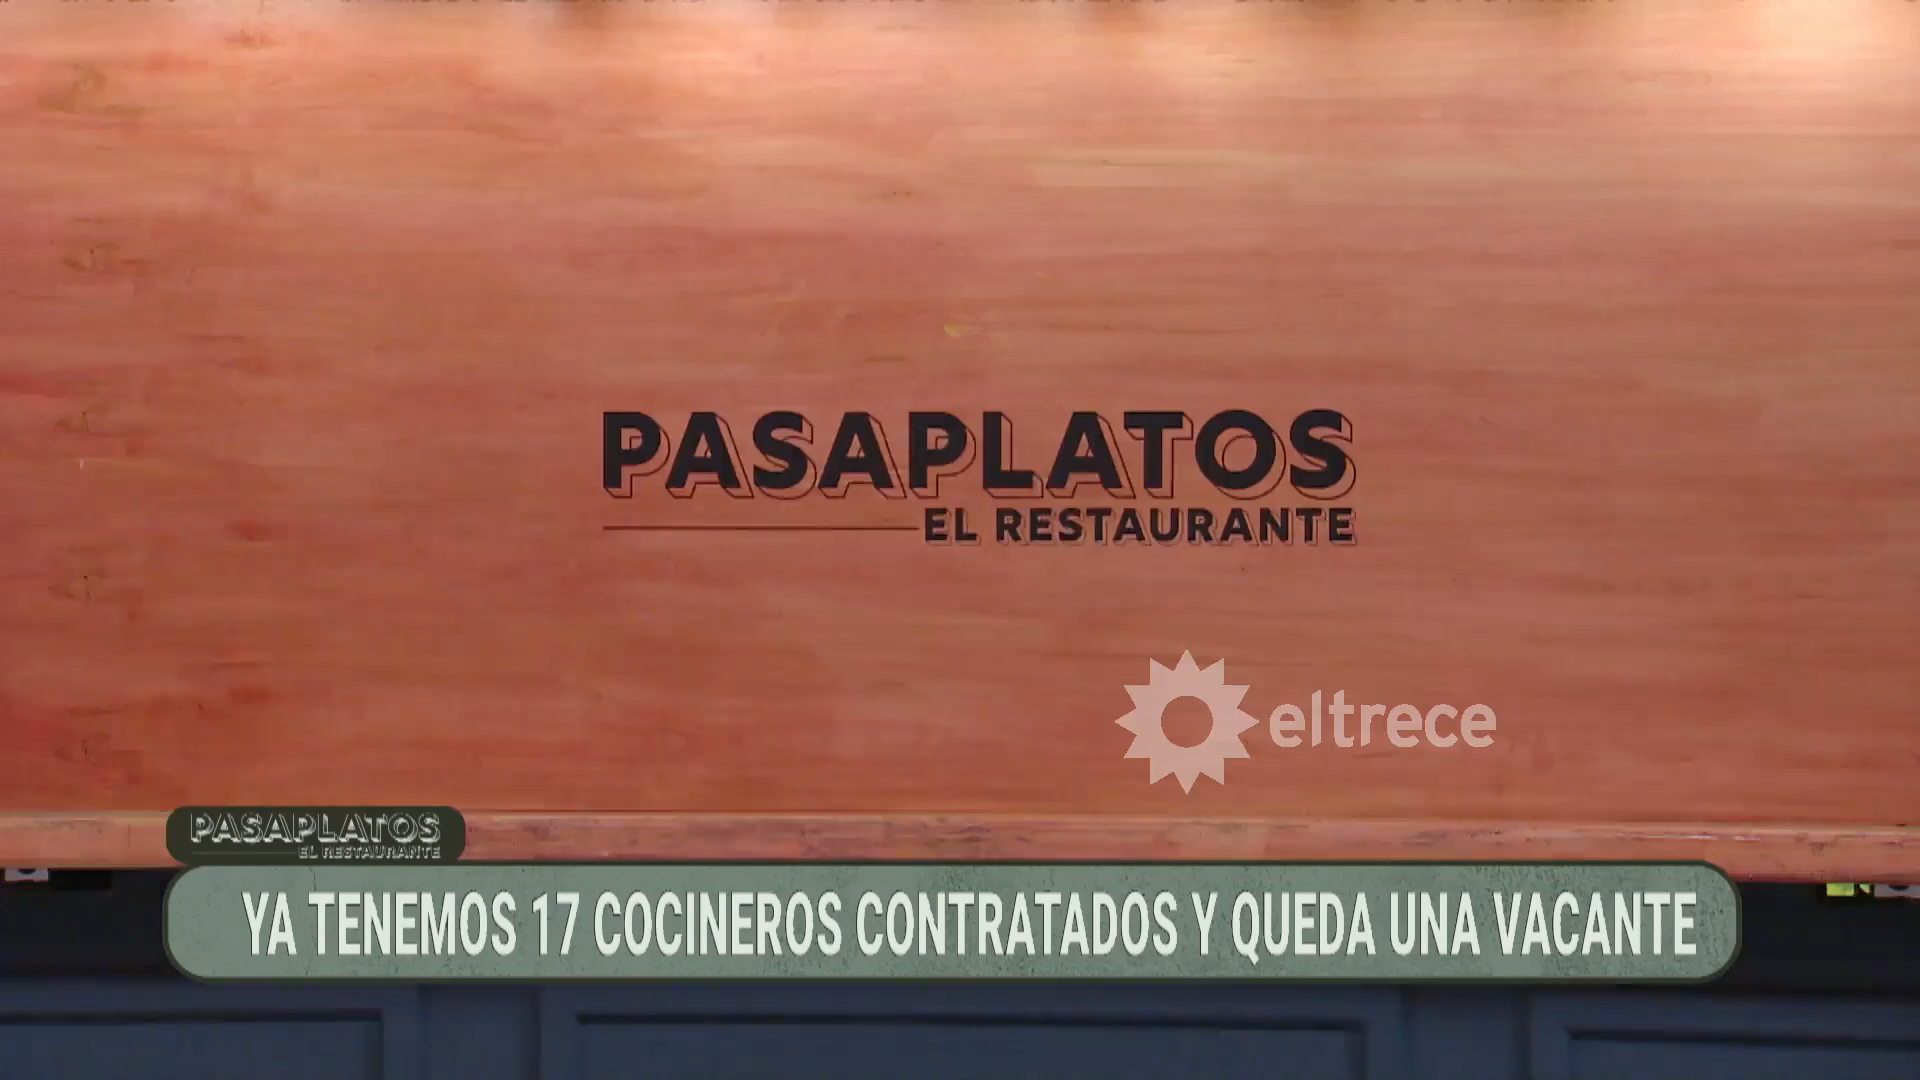 PASAPLATOS
EL RESTAURANTE
eltrece
PASAPLATOS
EL RESTAURANTE
YA TENEMOS 17 COCINEROS CONTRATADOS Y QUEDA UNA VACANTE